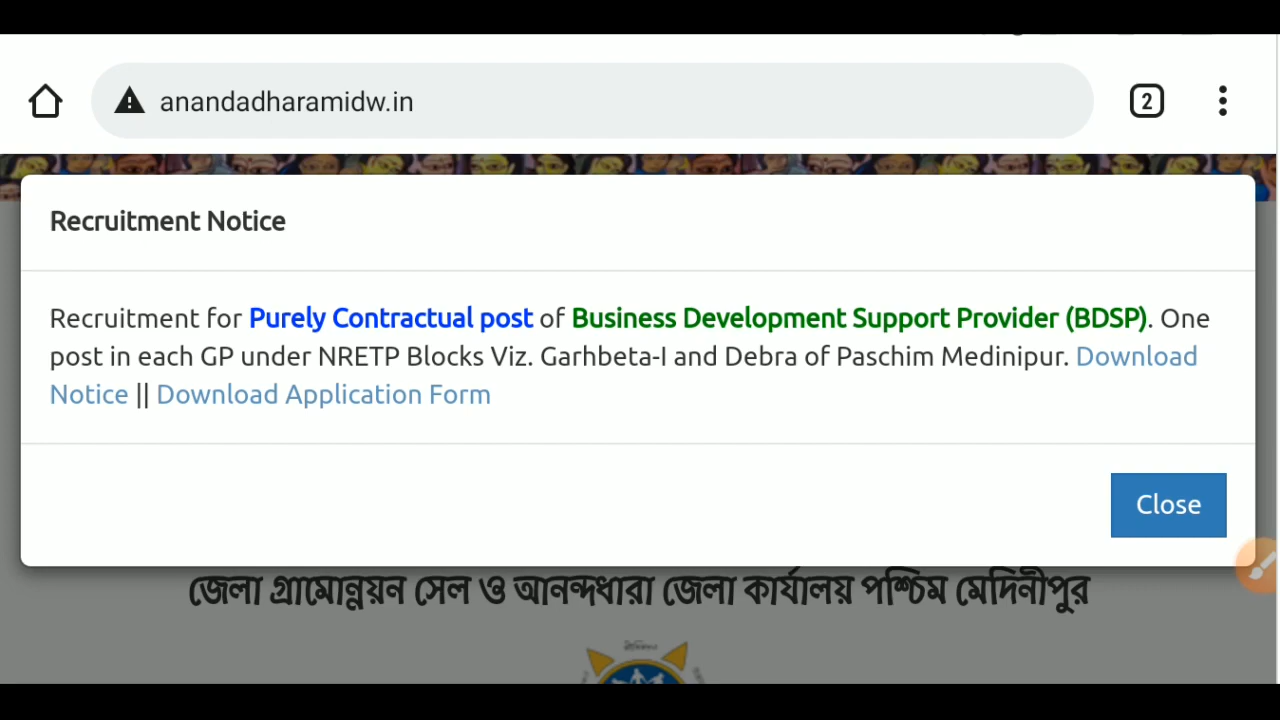 anandadharamidw.in
2
Recruitment Notice
Recruitment for Purely Contractual post of Business Development Support Provider (BDSP). One
post in each GP under NRETP Blocks Viz. Garhbeta-I and Debra of Paschim Medinipur. Download
Notice || Download Application Form
Close
জেলা গ্রামোন্নয়ন সেল ও আনন্দধারা জেলা কার্যালয় পশ্চিম মেদিনীপুর